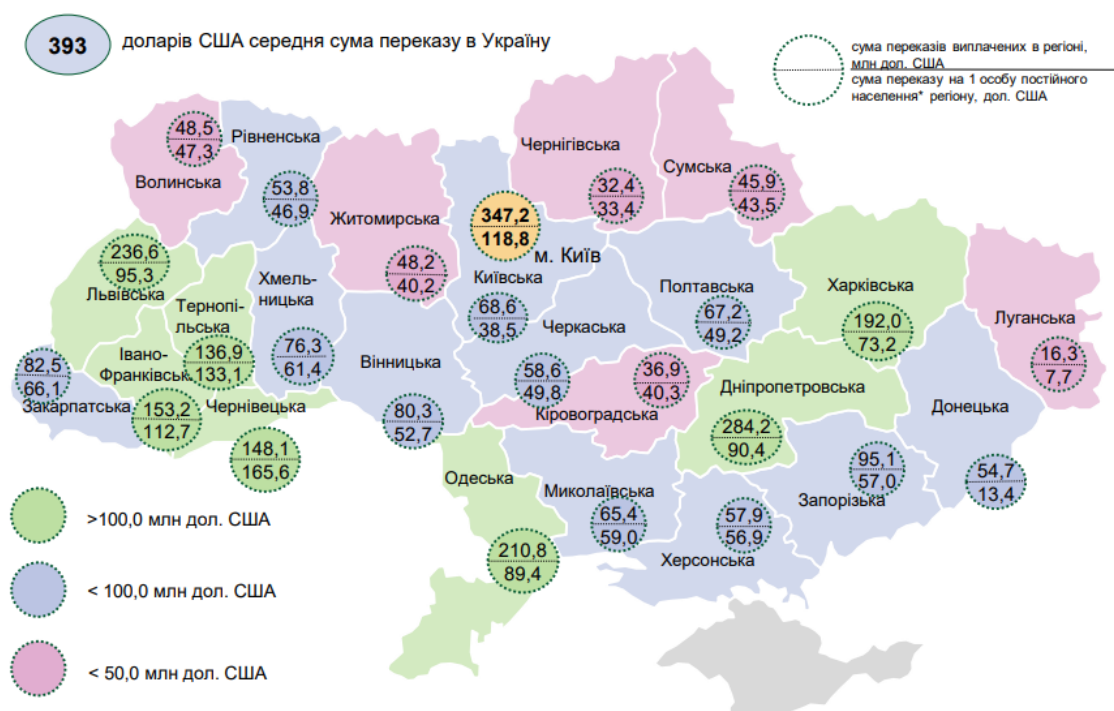 393 доларів США середня сума переказу в Україну
сума переказів виплачених в регіоні,
млн дол. США
сума переказу на 1 особу постійного
населення* регіону, дол. США
Волинська
48,5
47,3
Рівненська
53,8
46,9
Житомирська
48,2
40,2
347,2
118,8
м. Київ
Київська
68,6
38,5
Чернігівська
32,4
33,4
Сумська
45,9
43,5
Львівська
236,6
95,3
Тернопі-
льська
136,9
133,1
Хмель-
ницька
76,3
61,4
Вінницька
80,3
52,7
Черкаська
58,6
49,8
Полтавська
67,2
49,2
Харківська
192,0
73,2
Луганська
16,3
7,7
Закарпатська
82,5
66,1
Івано-
Франківська
153,2
112,7
Чернівецька
148,1
165,6
Кіровоградська
36,9
40,3
Дніпропетровська
284,2
90,4
Донецька
54,7
13,4
Одеська
210,8
89,4
Миколаївська
65,4
59,0
Херсонська
57,9
56,9
Запорізька
95,1
57,0
>100,0 млн дол. США
< 100,0 млн дол. США
< 50,0 млн дол. США